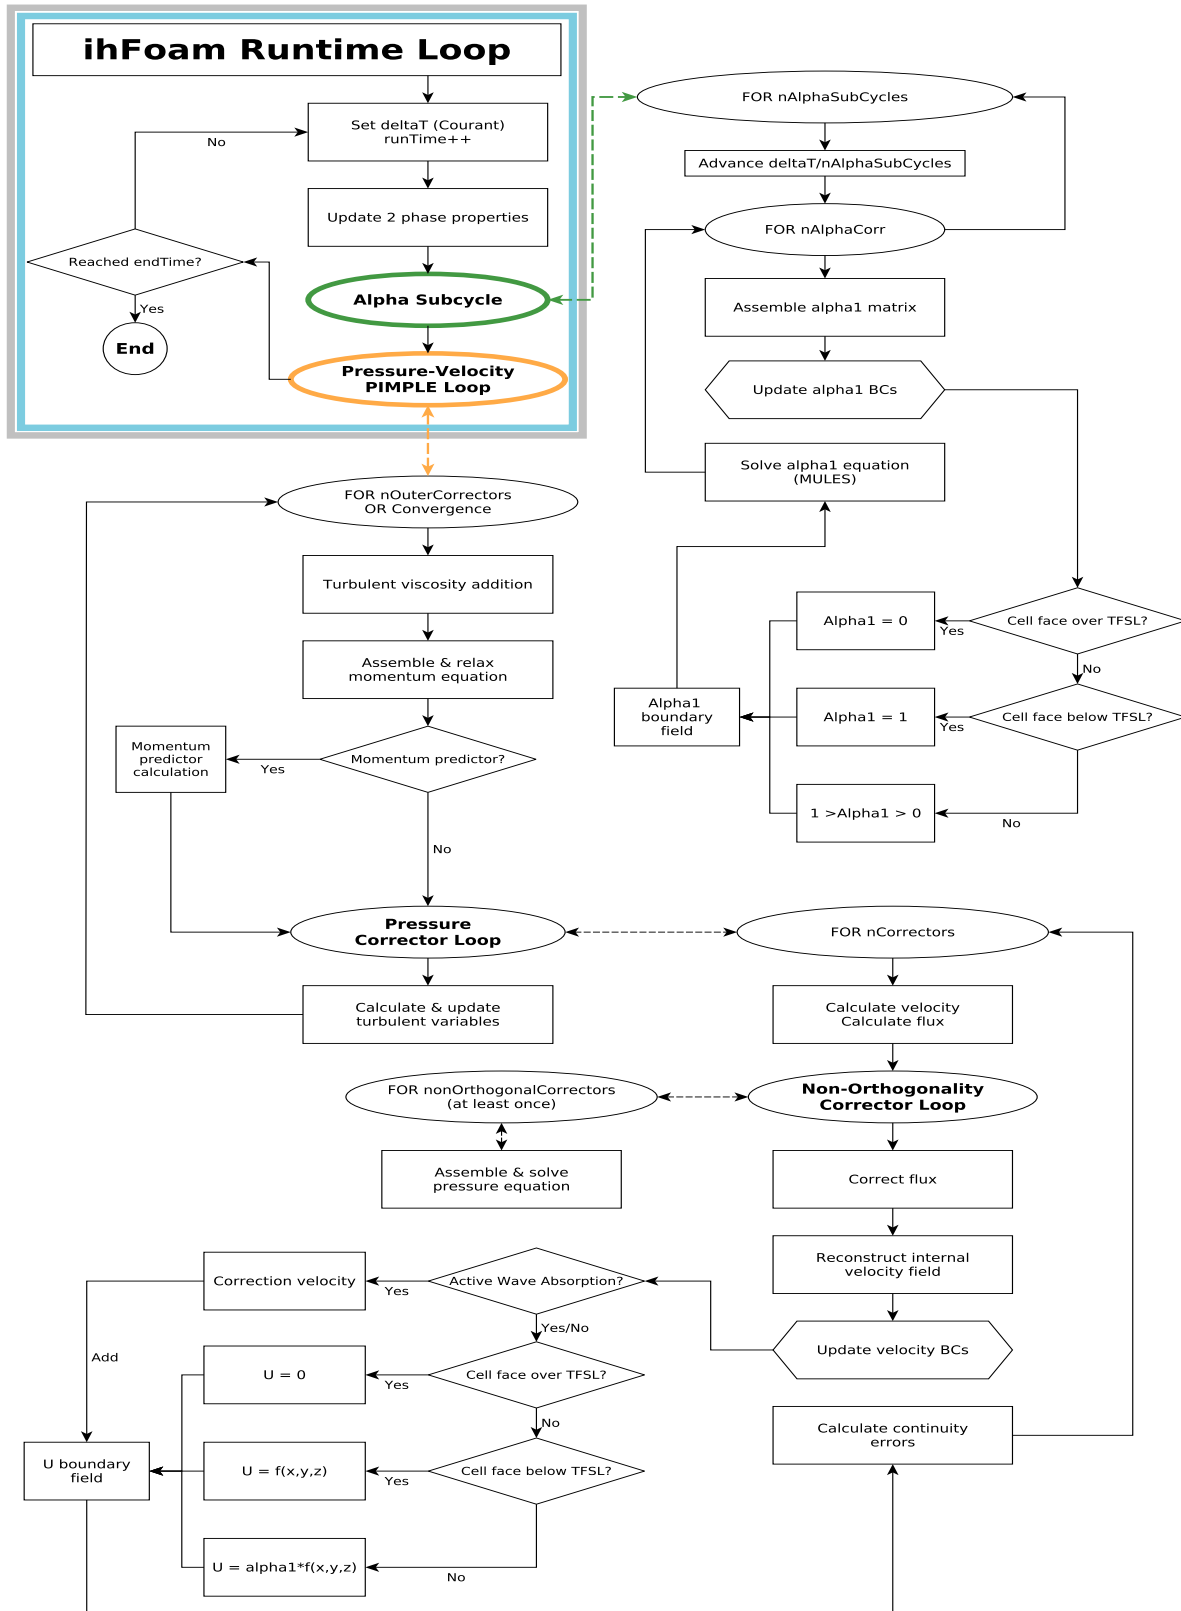 ihFoam Runtime Loop
Set deltaT (Courant)
runTime++
No
Update 2 phase properties
Reached endTime?
Yes
End
Alpha Subcycle
Pressure-Velocity
PIMPLE Loop
FOR nAlphaSubCycles
Advance deltaT/nAlphaSubCycles
FOR nAlphaCorr
Assemble alpha1 matrix
Update alpha1 BCs
Solve alpha1 equation
(MULES)
Cell face over TFSL?
Yes
Alpha1 = 0
No
Cell face below TFSL?
Yes
Alpha1 = 1
No
1 >Alpha1 > 0
Alpha1
boundary
field
FOR nOuterCorrectors
OR Convergence
Turbulent viscosity addition
Assemble & relax
momentum equation
Momentum predictor?
Yes
Momentum
predictor
calculation
No
Pressure
Corrector Loop
Calculate & update
turbulent variables
FOR nCorrectors
Calculate velocity
Calculate flux
Non-Orthogonality
Corrector Loop
FOR nonOrthogonalCorrectors
(at least once)
Assemble & solve
pressure equation
Correct flux
Reconstruct internal
velocity field
Update velocity BCs
Active Wave Absorption?
Yes
Correction velocity
Add
Yes/No
Cell face over TFSL?
Yes
U = 0
No
Cell face below TFSL?
Yes
U = f(x,y,z)
No
U = alpha1*f(x,y,z)
U boundary
field
Calculate continuity
errors